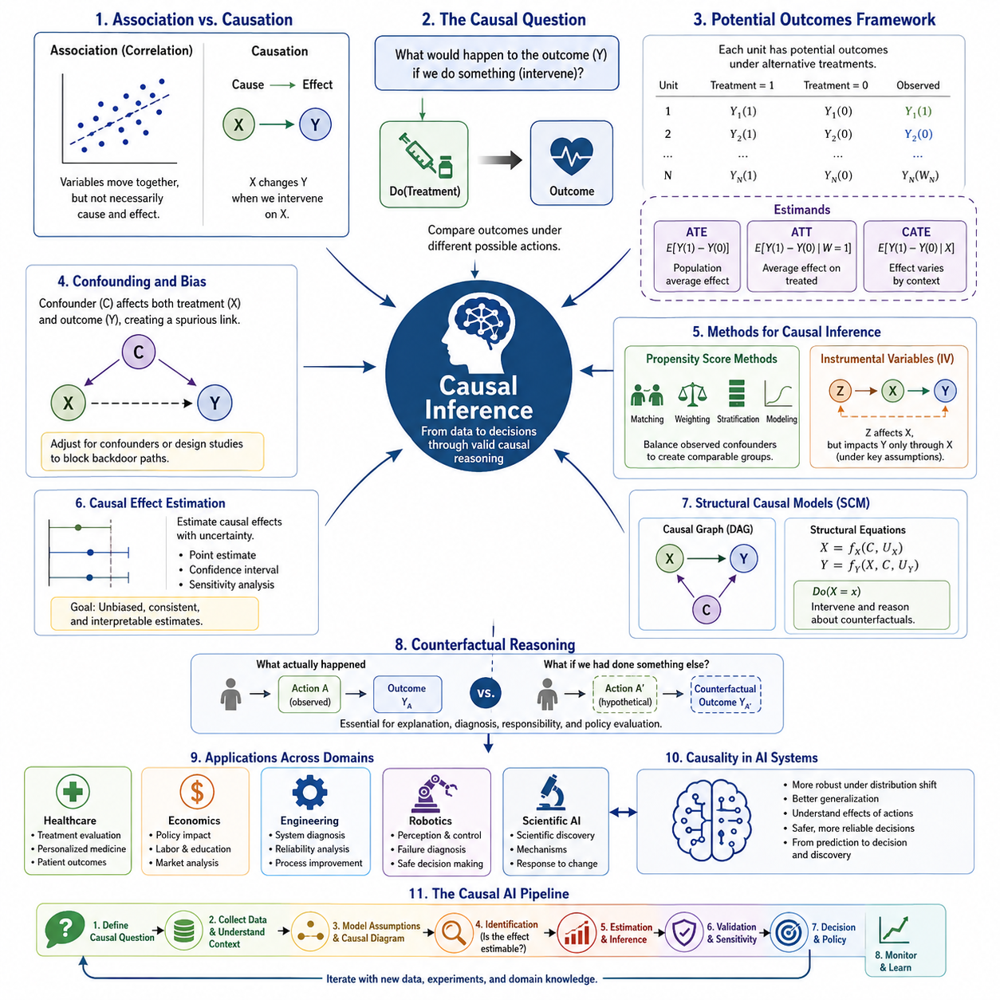 1. Association vs. Causation
Association (Correlation)
Variables move together,
but not necessarily
cause and effect.
Causation
Cause → Effect
X
Y
X changes Y
when we intervene
on X.
2. The Causal Question
What would happen to the outcome (Y)
if we do something (intervene)?
Do(Treatment)
Outcome
Compare outcomes under
different possible actions.
3. Potential Outcomes Framework
Each unit has potential outcomes
under alternative treatments.
Unit Treatment = 1 Treatment = 0 Observed
1 Y₁(1) Y₁(0) Y₁(1)
2 Y₂(1) Y₂(0) Y₂(0)
... ... ... ...
N Y_N(1) Y_N(0) Y_N(W_N)
Estimands
ATE
E[Y(1) − Y(0)]
Population
average effect
ATT
E[Y(1) − Y(0) | W = 1]
Average effect on
treated
CATE
E[Y(1) − Y(0) | X]
Effect varies
by context
Causal
Inference
From data to decisions
through valid causal
reasoning
4. Confounding and Bias
Confounder (C) affects both treatment (X)
and outcome (Y), creating a spurious link.
C
X
Y
Adjust for confounders or design studies
to block backdoor paths.
5. Methods for Causal Inference
Propensity Score Methods
Matching Weighting Stratification Modeling
Balance observed confounders
to create comparable groups.
Instrumental Variables (IV)
Z
X
Y
Z affects X,
but impacts Y only through X
(under key assumptions).
6. Causal Effect Estimation
Estimate causal effects
with uncertainty.
• Point estimate
• Confidence interval
• Sensitivity analysis
Goal: Unbiased, consistent,
and interpretable estimates.
7. Structural Causal Models (SCM)
Causal Graph (DAG)
X
Y
C
Structural Equations
X = f_X(C, U_X)
Y = f_Y(X, C, U_Y)
Do(X = x)
Intervene and reason
about counterfactuals.
8. Counterfactual Reasoning
What actually happened
Action A
(observed)
Outcome
Y_A
vs.
What if we had done something else?
Action A′
(hypothetical)
Counterfactual
Outcome Y_A′
Essential for explanation, diagnosis, responsibility, and policy evaluation.
9. Applications Across Domains
Healthcare
• Treatment evaluation
• Personalized medicine
• Patient outcomes
$
Economics
• Policy impact
• Labor & education
• Market analysis
Engineering
• System diagnosis
• Reliability analysis
• Process improvement
Robotics
• Perception & control
• Failure diagnosis
• Safe decision making
Scientific AI
• Scientific discovery
• Mechanisms
• Response to change
10. Causality in AI Systems
• More robust under distribution shift
• Better generalization
• Understand effects of actions
• Safer, more reliable decisions
• From prediction to decision
and discovery
11. The Causal AI Pipeline
?
1. Define
Causal Question
2. Collect Data
& Understand
Context
3. Model Assumptions
& Causal Diagram
4. Identification
(Is the effect
estimable?)
5. Estimation
& Inference
6. Validation
& Sensitivity
7. Decision
& Policy
8. Monitor
& Learn
Iterate with new data, experiments, and domain knowledge.